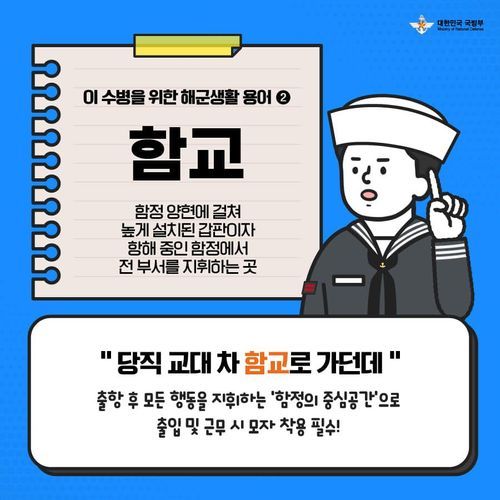 대한민국 국방부
Ministry of National Defense
이 수병을 위한 해군생활 용어 ❷
함교
함정 양현에 걸쳐
높게 설치된 갑판이자
항해 중인 함정에서
전 부서를 지휘하는 곳
" 당직 교대 차 함교로 가던데 "
출항 후 모든 행동을 지휘하는 '함정의 중심공간'으로
출입 및 근무 시 모자 착용 필수!